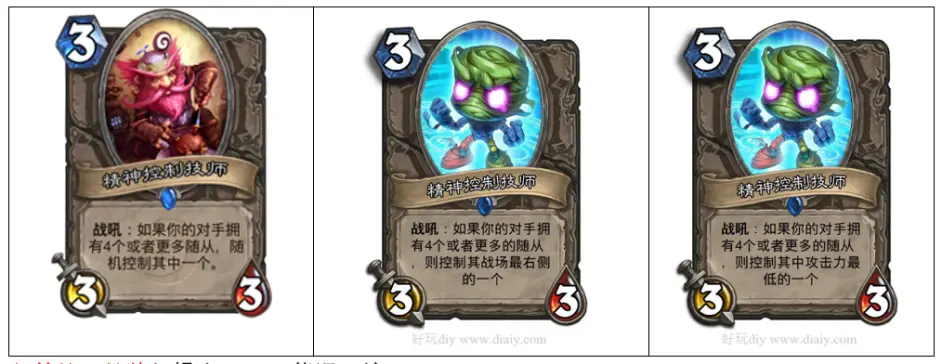 3
精神控制技师
战吼：如果你的对手拥
有4个或者更多随从，随
机控制其中一个。
3
3
3
精神控制技师
战吼：如果你的对手拥
有4个或者更多的随从
，则控制其战场最右侧
的一个
3
3
好玩diy www.diaiy.com
3
精神控制技师
战吼：如果你的对手拥
有4个或者更多的随从
，则控制其中攻击力最
低的一个
3
3
好玩diy www.diaiy.com